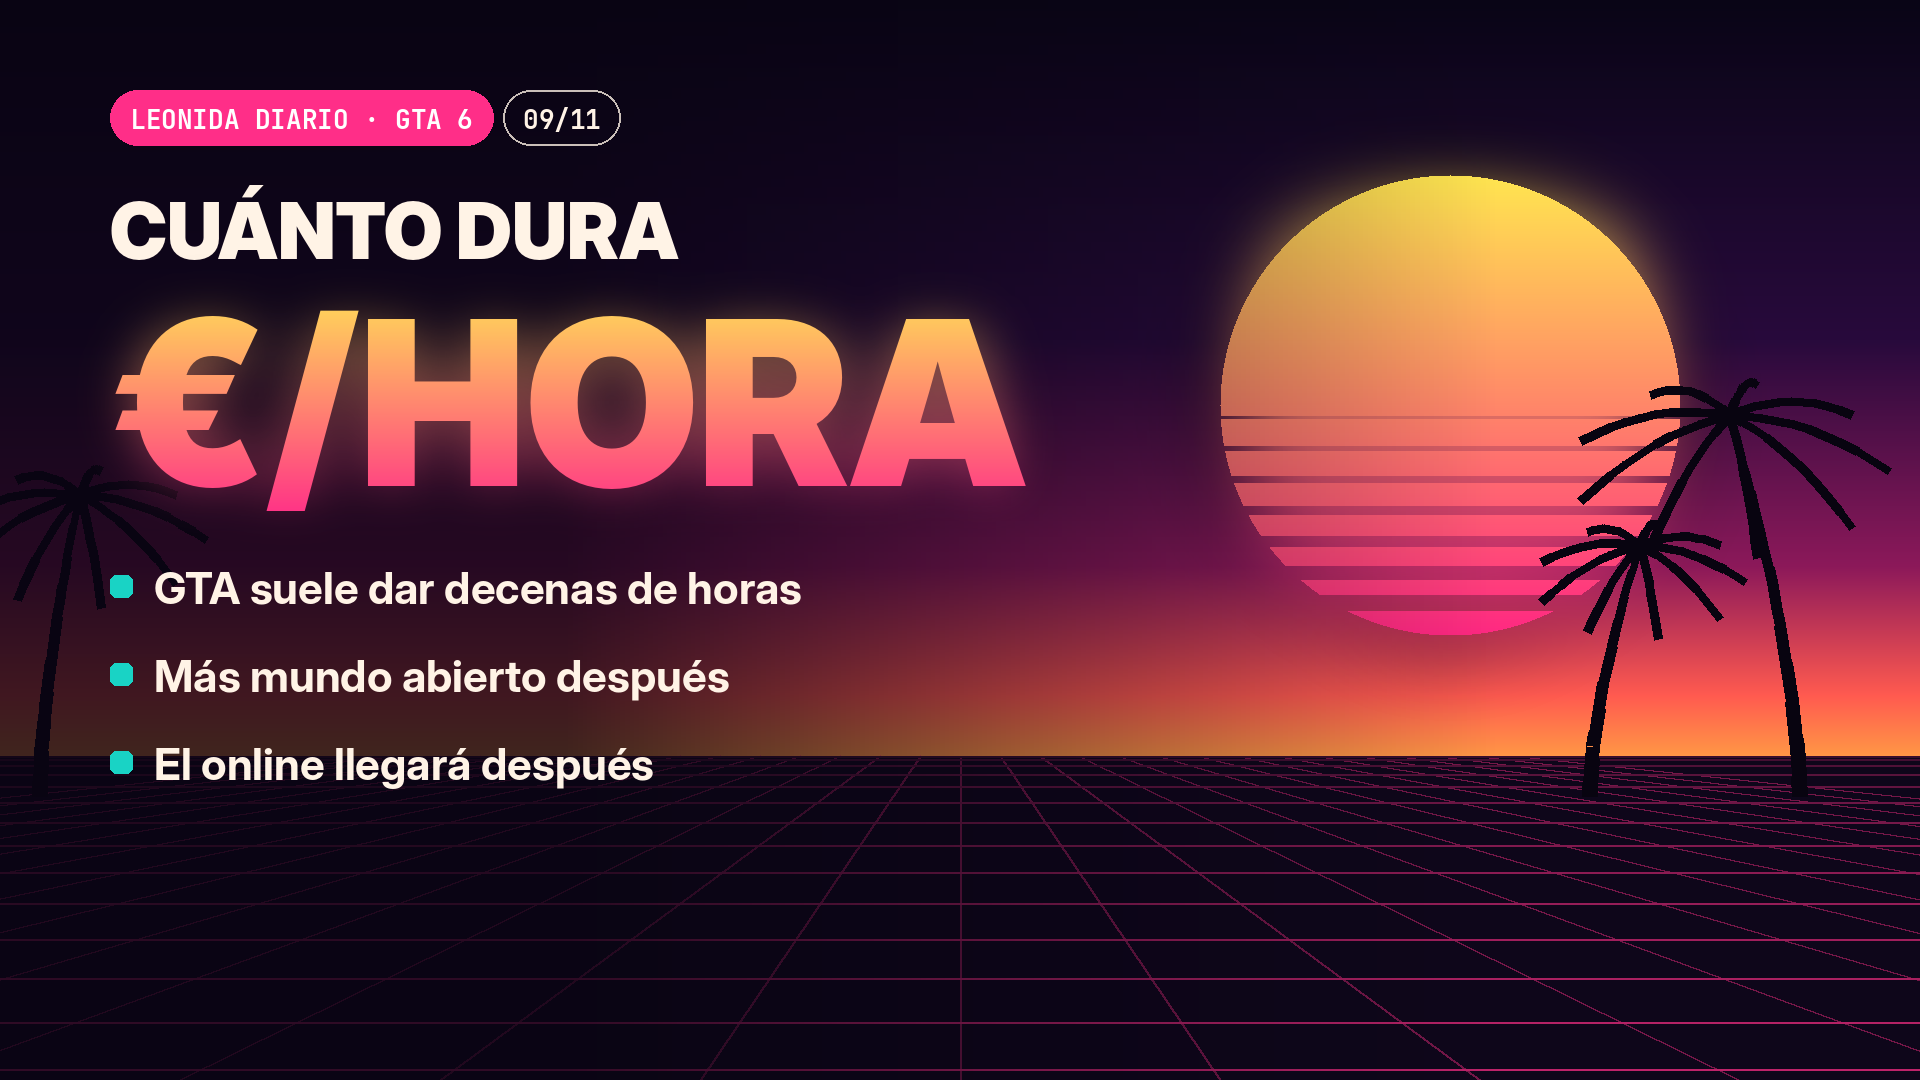 LEONIDA DIARIO · GTA 6
09/11
CUÁNTO DURA
€/HORA
GTA suele dar decenas de horas
Más mundo abierto después
El online llegará después